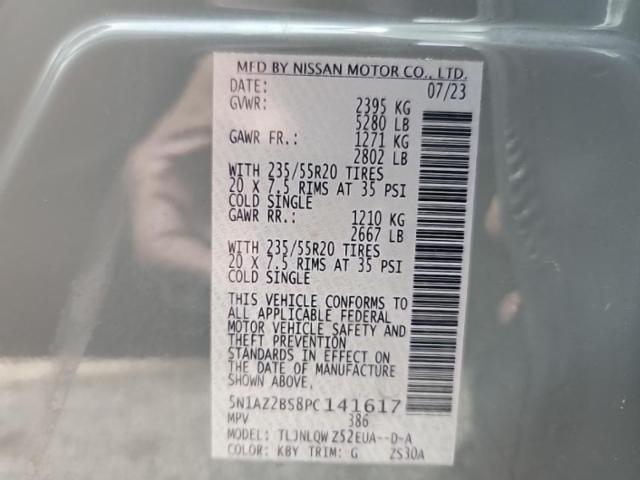 MFD BY NISSAN MOTOR CO., LTD.
DATE: 07/23
GVWR: 2395 KG
5280 LB
GAWR FR.: 1271 KG
2802 LB
WITH 235/55R20 TIRES
20 X 7.5 RIMS AT 35 PSI
COLD SINGLE
GAWR RR.: 1210 KG
2667 LB
WITH 235/55R20 TIRES
20 X 7.5 RIMS AT 35 PSI
COLD SINGLE
THIS VEHICLE CONFORMS TO
ALL APPLICABLE FEDERAL
MOTOR VEHICLE SAFETY AND
THEFT PREVENTION
STANDARDS IN EFFECT ON
THE DATE OF MANUFACTURE
SHOWN ABOVE.
5N1AZ2BS8PC141617
MPV 386
MODEL: TLJNLQW Z52EUA--D-A
COLOR: KBY TRIM: G ZS30A